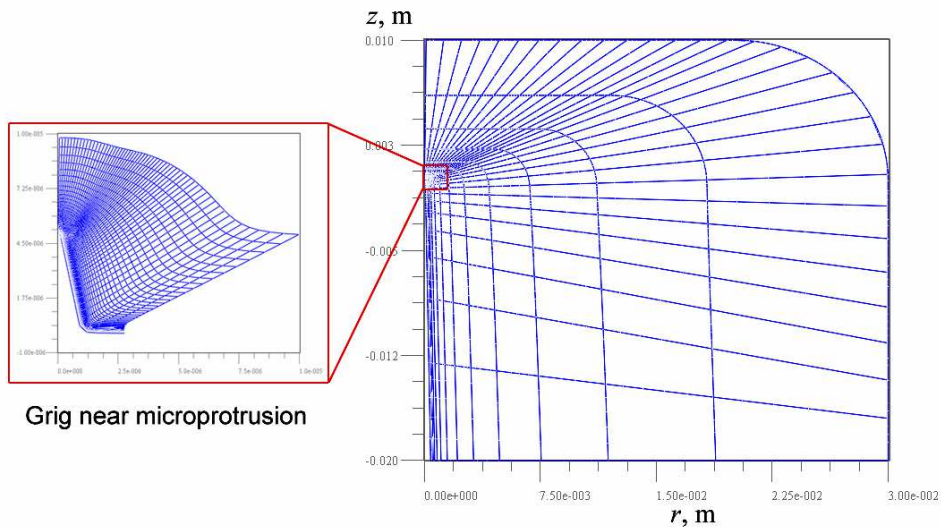 z, m
0.010
0.003
-0.005
-0.012
-0.020
0.00e+000 7.50e-003 1.50e-002 2.25e-002 3.00e-002
r, m
1.00e-005
7.25e-006
4.50e-006
1.75e-006
-1.00e-006
0.0e+000 2.5e-006 5.0e-006 7.5e-006 1.0e-005
Grig near microprotrusion